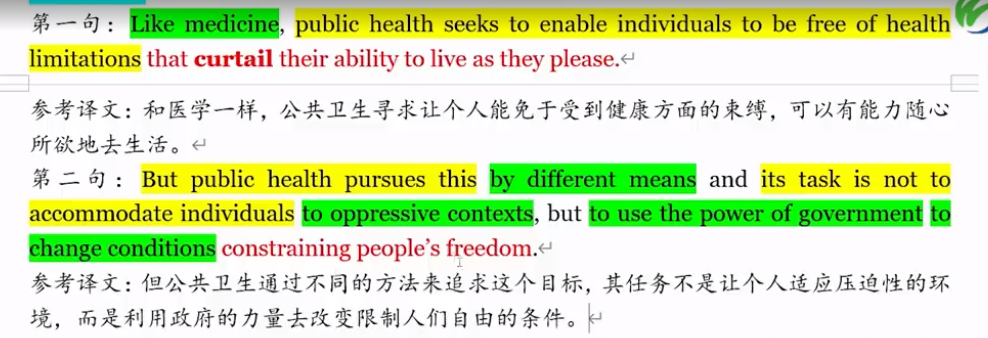 第一句：Like medicine, public health seeks to enable individuals to be free of health
limitations that curtail their ability to live as they please.
参考译文：和医学一样，公共卫生寻求让个人能免于受到健康方面的束缚，可以有能力随心
所欲地去生活。
第二句：But public health pursues this by different means and its task is not to
accommodate individuals to oppressive contexts, but to use the power of government to
change conditions constraining people’s freedom.
参考译文：但公共卫生通过不同的方法来追求这个目标，其任务不是让个人适应压迫性的环
境，而是利用政府的力量去改变限制人们自由的条件。